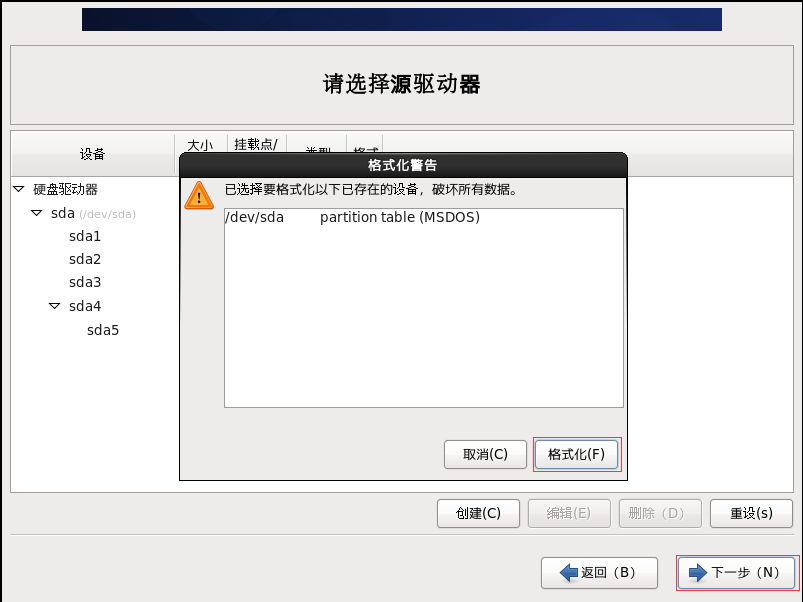 请选择源驱动器
设备
大小
挂载点/
类型
格式
格式化警告
已选择要格式化以下已存在的设备，破坏所有数据。
/dev/sda partition table (MSDOS)
硬盘驱动器
sda (/dev/sda)
sda1
sda2
sda3
sda4
sda5
取消(C)
格式化(F)
创建(C)
编辑(E)
删除（D）
重设(s)
返回（B）
下一步（N）